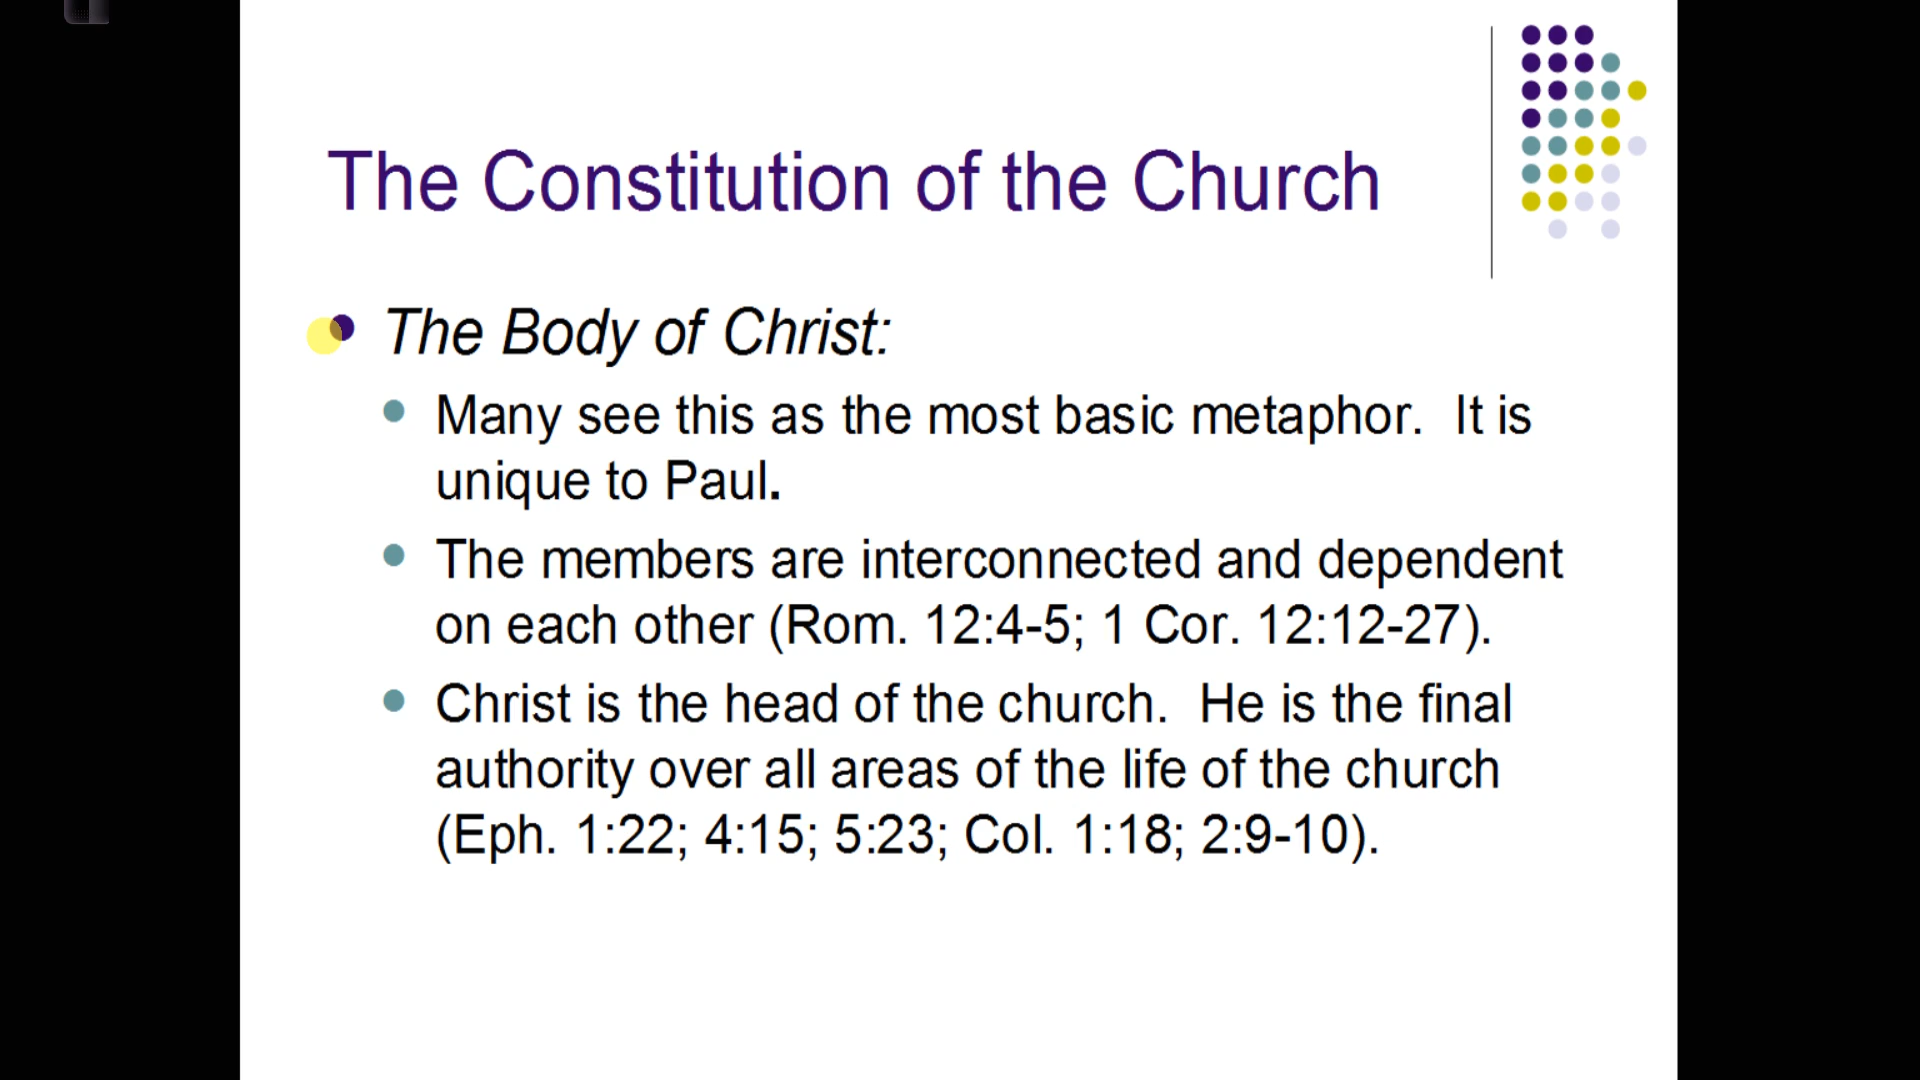 The Constitution of the Church
The Body of Christ:
Many see this as the most basic metaphor.  It is
unique to Paul.
The members are interconnected and dependent
on each other (Rom. 12:4-5; 1 Cor. 12:12-27).
Christ is the head of the church.  He is the final
authority over all areas of the life of the church
(Eph. 1:22; 4:15; 5:23; Col. 1:18; 2:9-10).